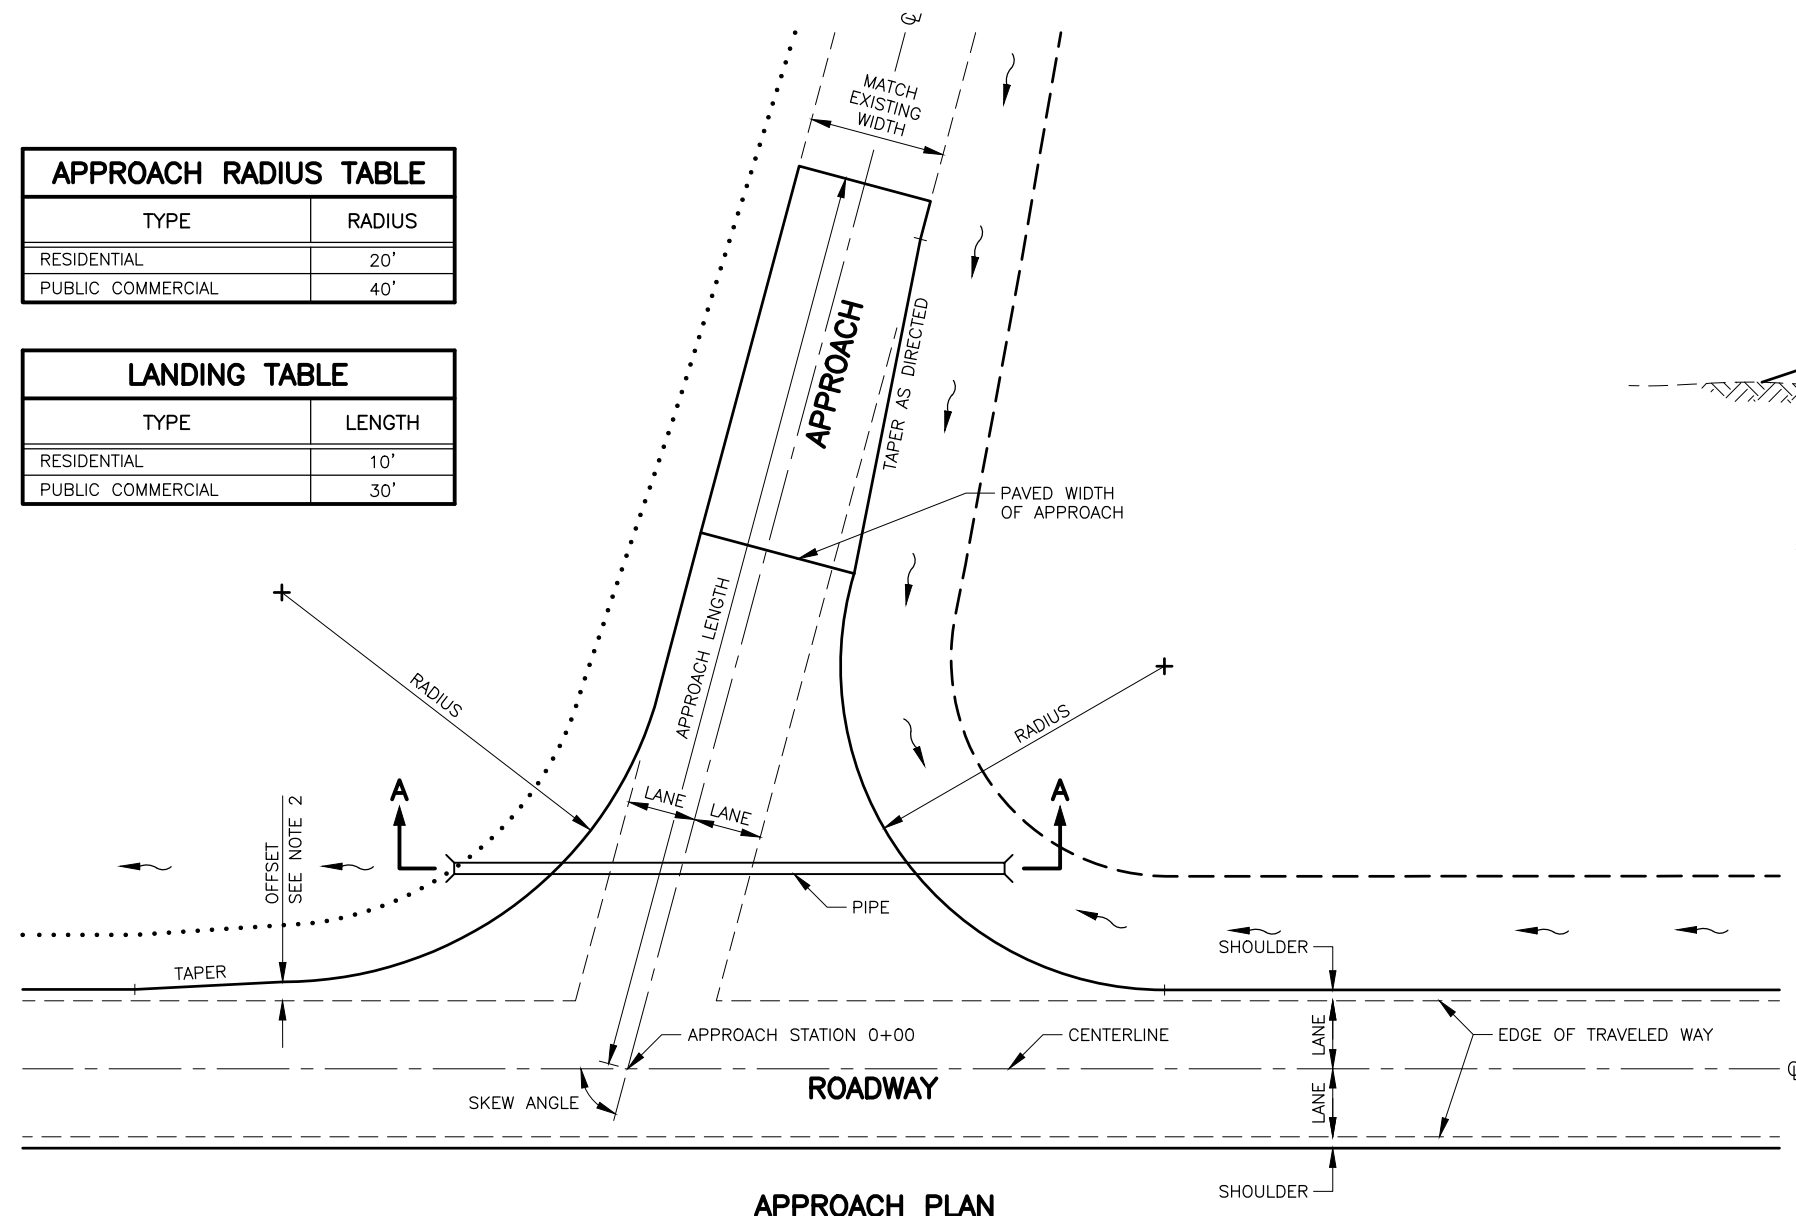 ℄
MATCH
EXISTING
WIDTH
APPROACH RADIUS TABLE
TYPE RADIUS
RESIDENTIAL 20'
PUBLIC COMMERCIAL 40'
LANDING TABLE
TYPE LENGTH
RESIDENTIAL 10'
PUBLIC COMMERCIAL 30'
APPROACH
TAPER AS DIRECTED
PAVED WIDTH
OF APPROACH
APPROACH LENGTH
RADIUS
RADIUS
A
A
LANE
LANE
OFFSET
SEE NOTE 2
PIPE
TAPER
SHOULDER
APPROACH STATION 0+00
CENTERLINE
LANE
EDGE OF TRAVELED WAY
℄
ROADWAY
SKEW ANGLE
LANE
SHOULDER
APPROACH PLAN